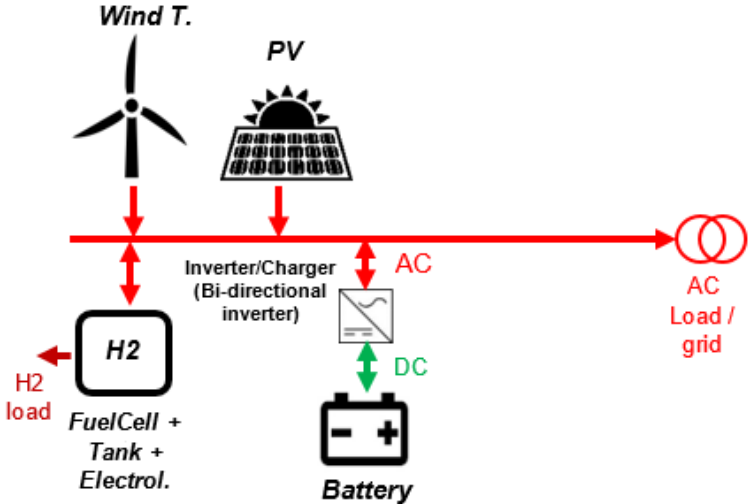 Wind T.
PV
Inverter/Charger
(Bi-directional
inverter)
AC
AC
Load /
grid
H2
H2
load
DC
FuelCell +
Tank +
Electrol.
Battery